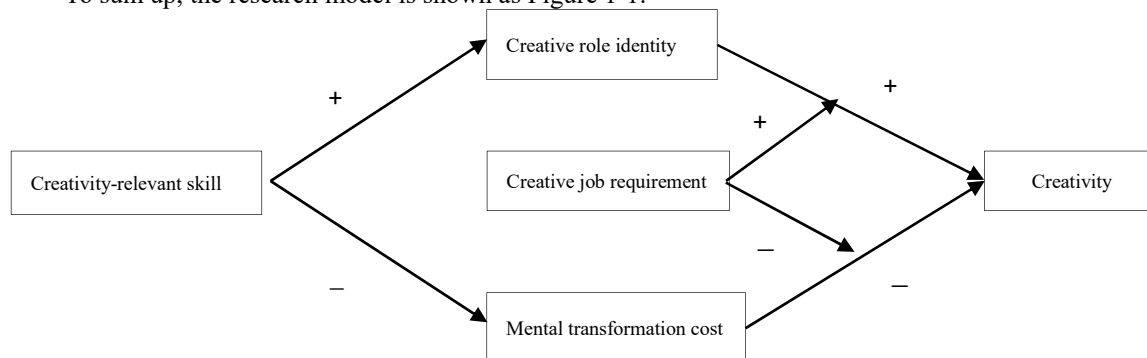 To sum up, the research model is shown as Figure 1-1:
Creative role identity
+
+
+
Creativity-relevant skill
Creative job requirement
Creativity
–
–
–
Mental transformation cost